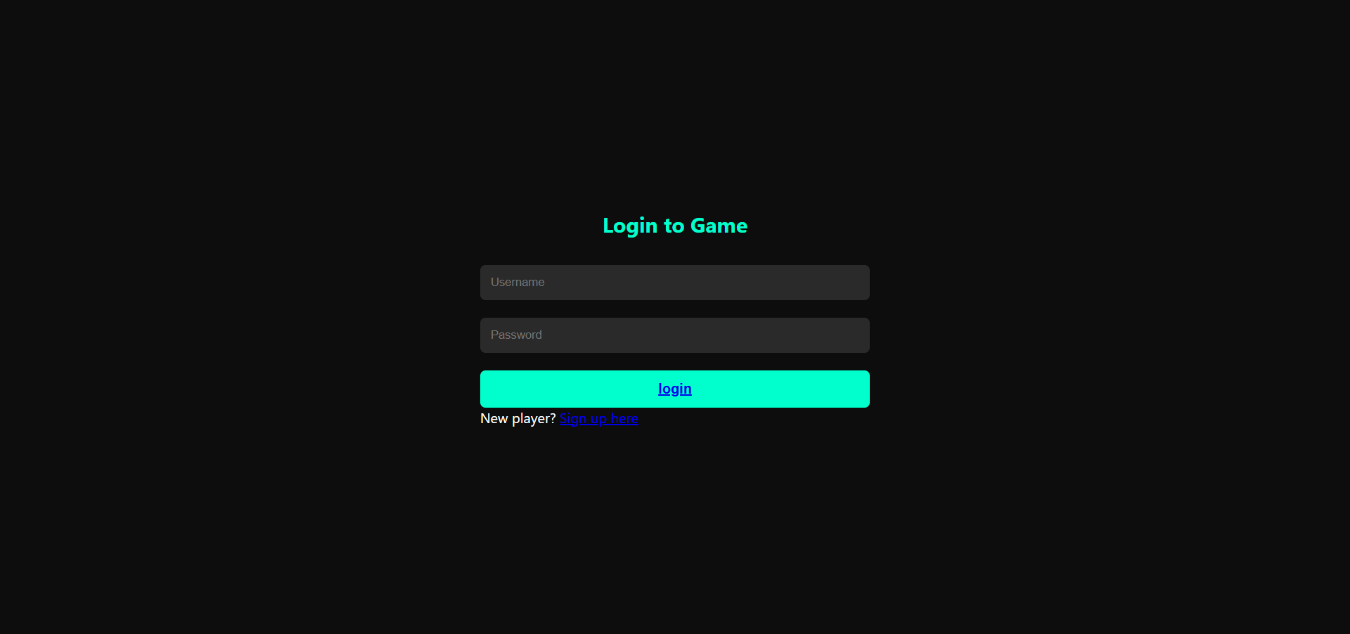 Login to Game
Username
Password
login
New player? Sign up here